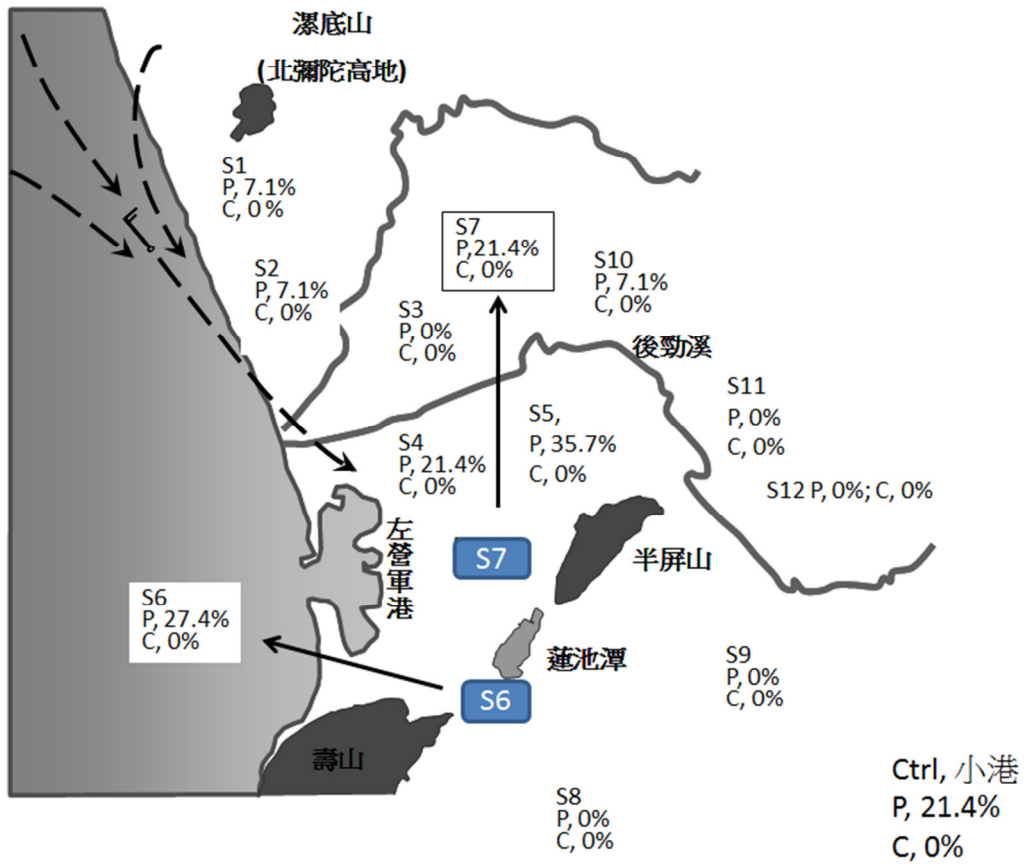 漯底山
(北彌陀高地)
S1
P, 7.1%
C, 0 %
S7
P,21.4%
C, 0%
S2
P, 7.1%
C, 0%
S10
P, 7.1%
C, 0%
S3
P, 0%
C, 0%
後勁溪
S11
P, 0%
C, 0%
S5,
P, 35.7%
C, 0%
S4
P, 21.4%
C, 0%
S12 P, 0%; C, 0%
左營軍港
S7
半屏山
S6
P, 27.4%
C, 0%
蓮池潭
S9
P, 0%
C, 0%
S6
壽山
Ctrl, 小港
P, 21.4%
C, 0%
S8
P, 0%
C, 0%